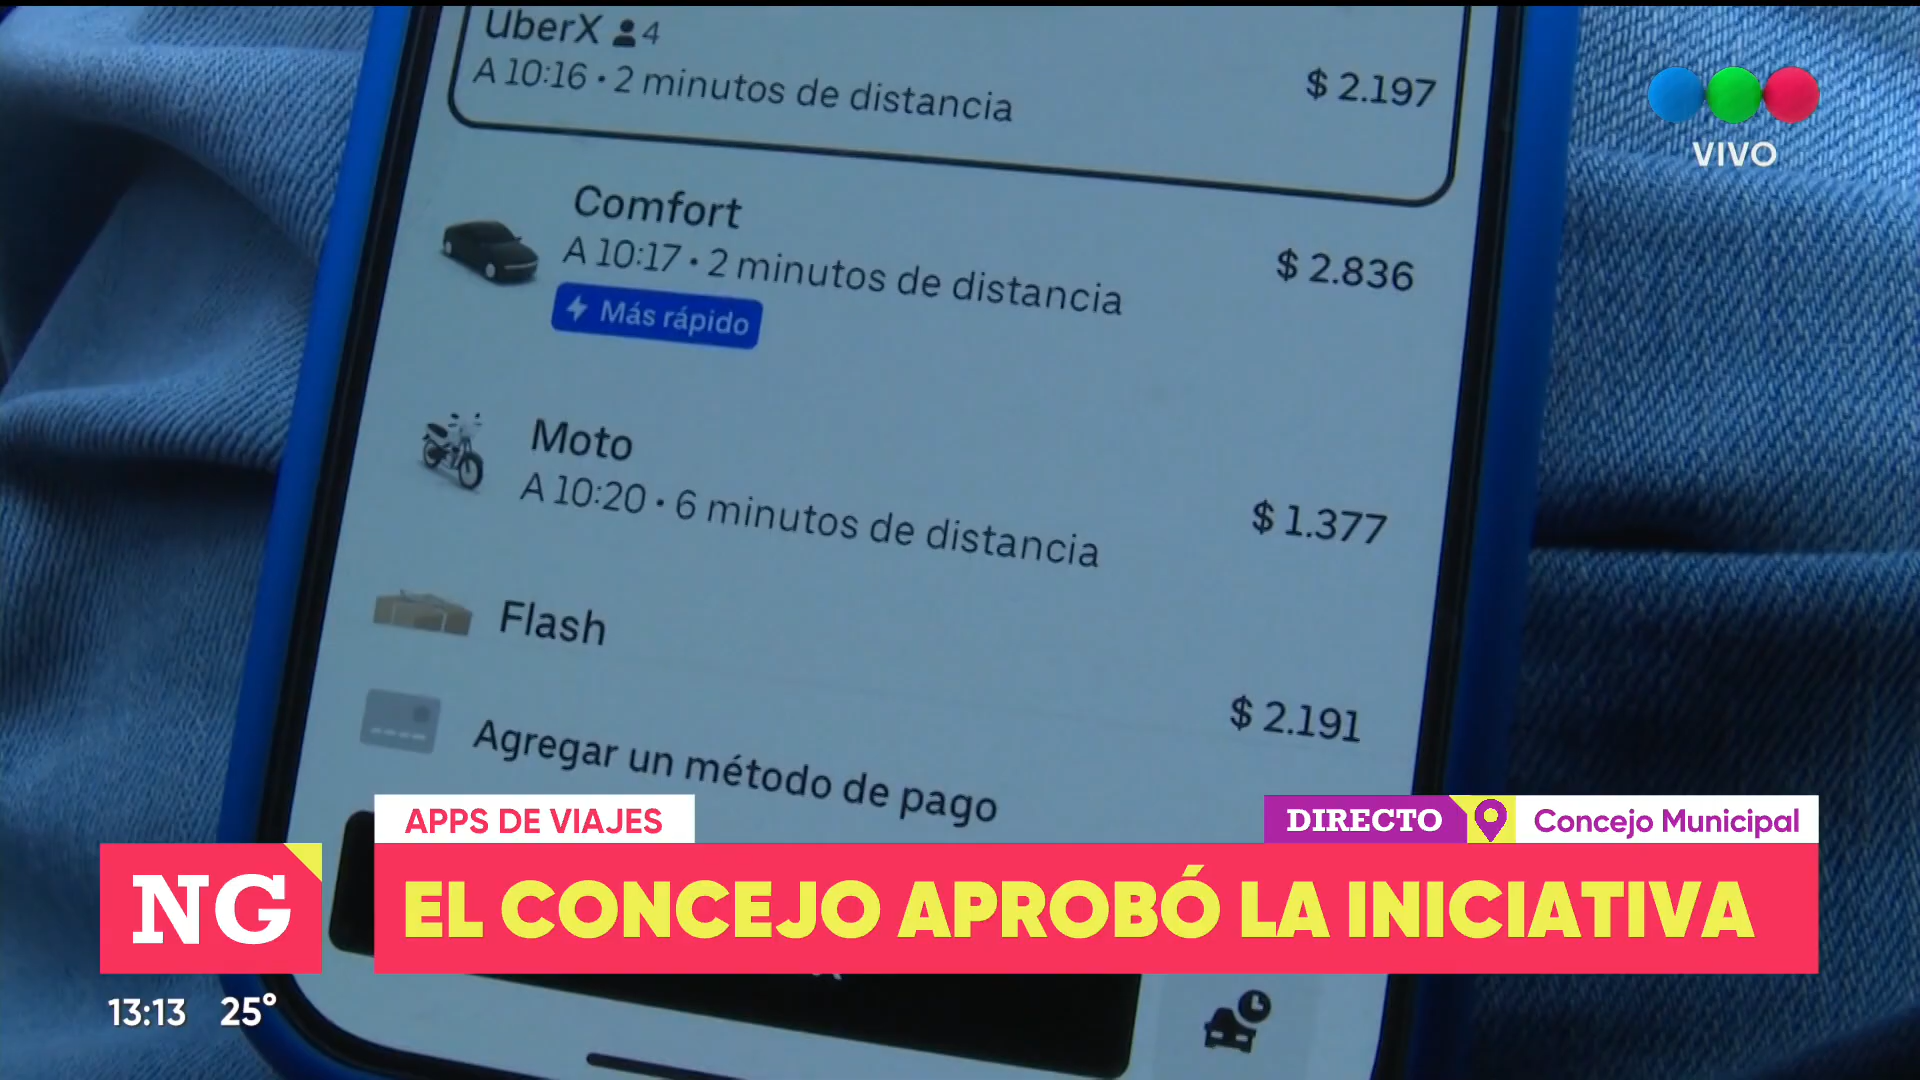 UberX 4
A 10:16 • 2 minutos de distancia
$ 2.197
VIVO
Comfort
A 10:17 • 2 minutos de distancia
$ 2.836
Más rápido
Moto
A 10:20 • 6 minutos de distancia
$ 1.377
Flash
$ 2.191
Agregar un método de pago
APPS DE VIAJES
DIRECTO
Concejo Municipal
NG
EL CONCEJO APROBÓ LA INICIATIVA
13:13 25°